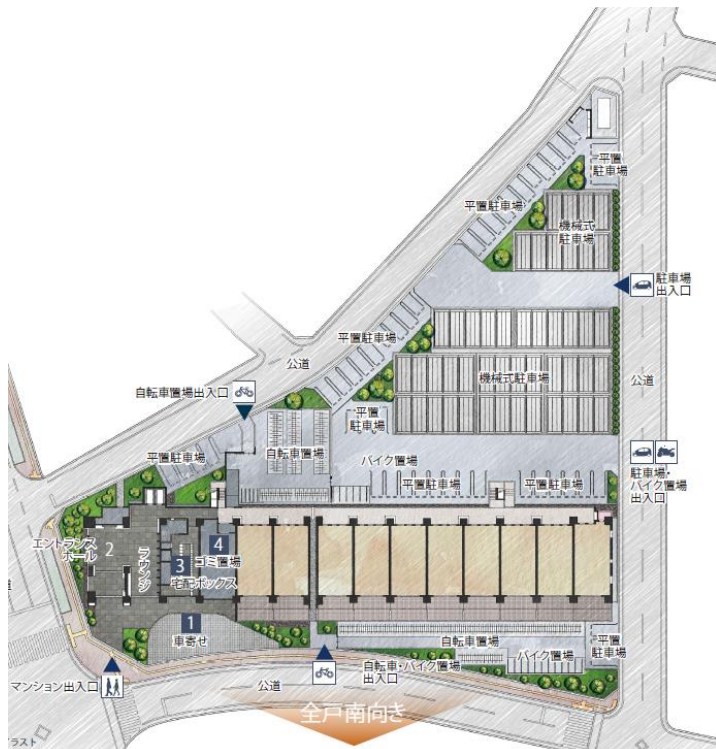 平置
駐車場
平置駐車場
機械式
駐車場
駐車場
出入口
平置駐車場
公道
機械式駐車場
公道
自転車置場出入口
平置
駐車場
自転車置場
バイク置場
平置駐車場
平置駐車場
平置駐車場
駐車場・
バイク置場
出入口
エントランス
ホール
2
ラウンジ
4
ゴミ置場
3
宅配ボックス
1
車寄せ
自転車置場
平置
駐車場
バイク置場
自転車・バイク置場
出入口
マンション出入口
公道
全戸南向き
道
ラスト